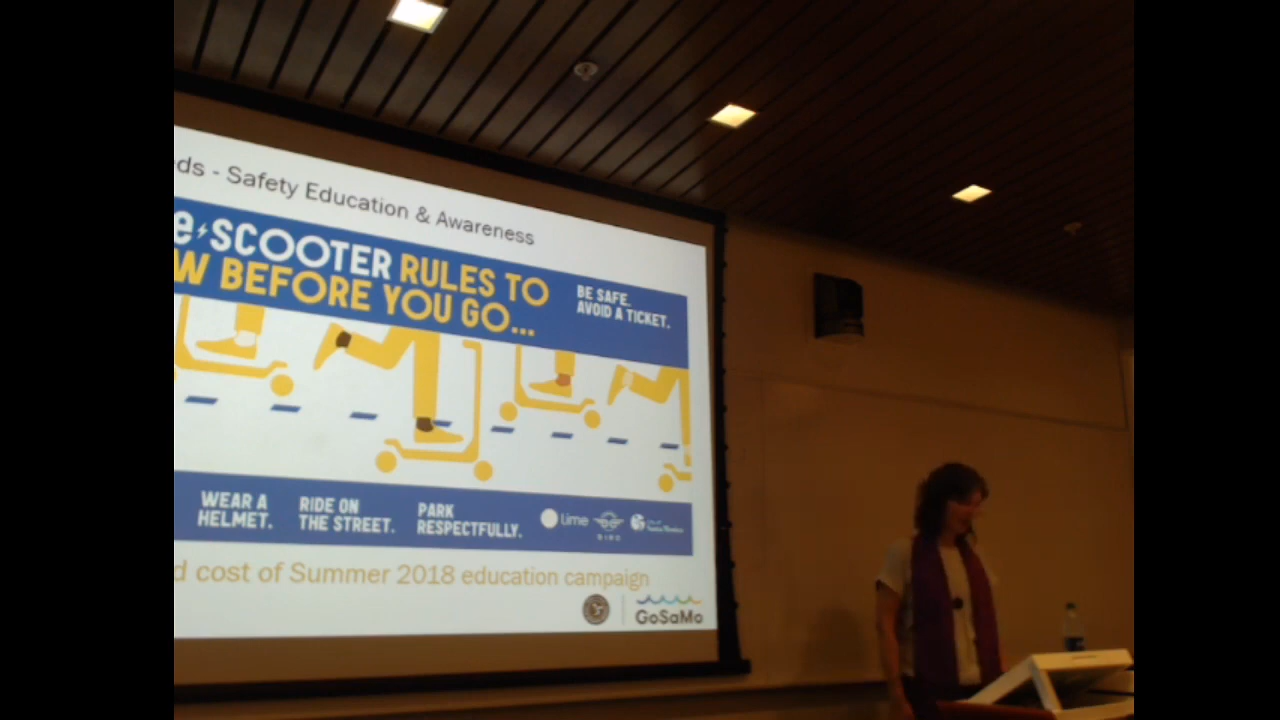 ds - Safety Education & Awareness
e SCOOTER RULES TO
W BEFORE YOU GO...
BE SAFE.
AVOID A TICKET.
WEAR A
HELMET.
RIDE ON
THE STREET.
PARK
RESPECTFULLY.
Lime
BIRD
d cost of Summer 2018 education campaign
GoSaMo